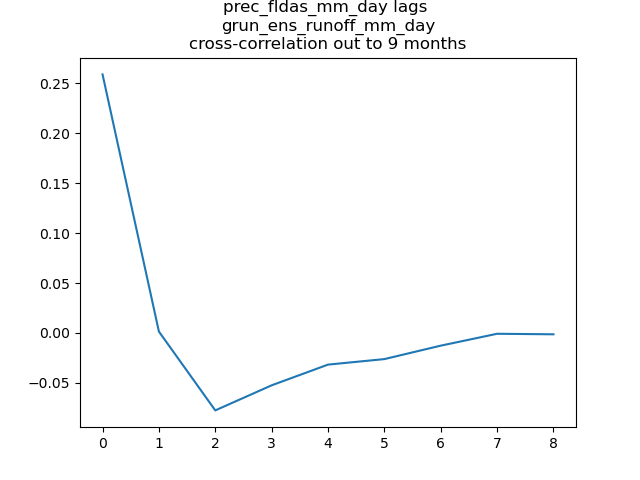 prec_fldas_mm_day lags
grun_ens_runoff_mm_day
cross-correlation out to 9 months
0.25
0.20
0.15
0.10
0.05
0.00
−0.05
0 1 2 3 4 5 6 7 8